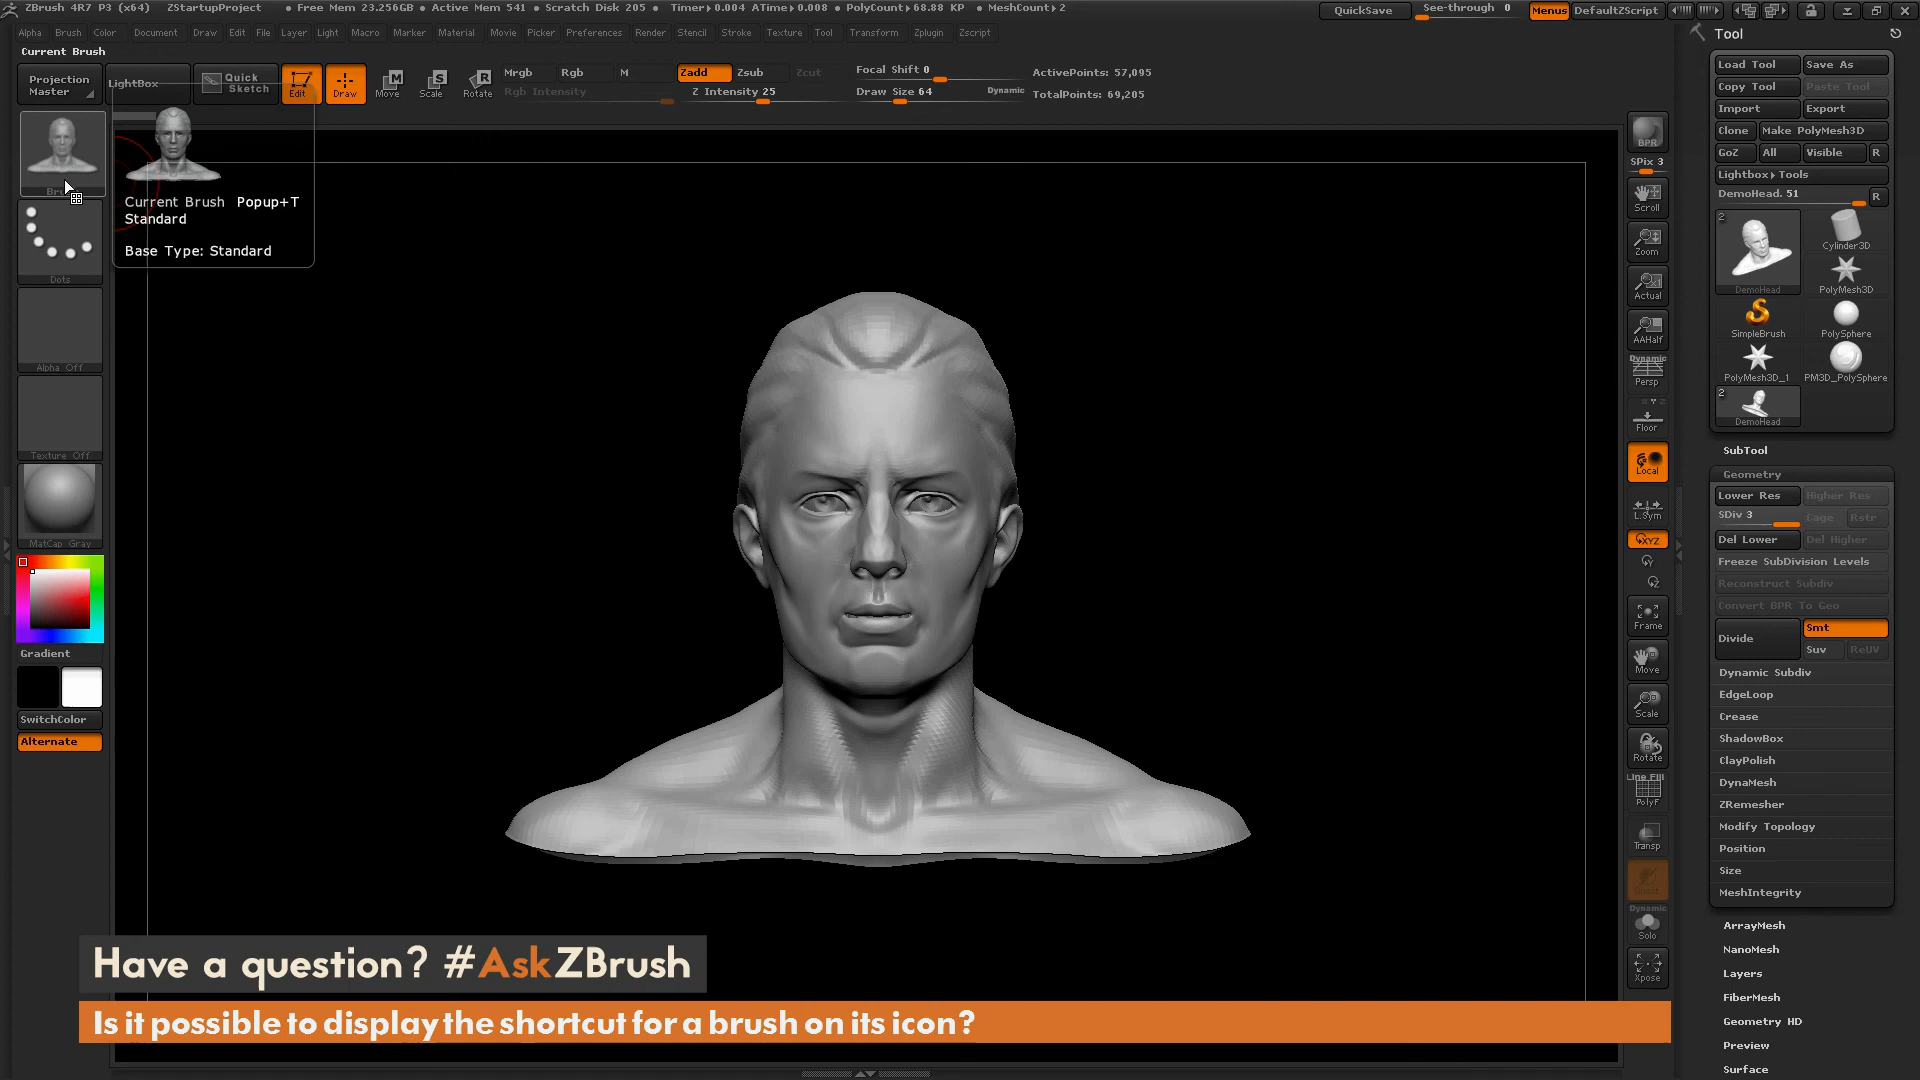 ZBrush 4R7 P3 (x64) ZStartupProject • Free Mem 23.256GB • Active Mem 541 • Scratch Disk 205 • Timer▸0.004 ATime▸0.008 • PolyCount▸68.88 KP • MeshCount▸2 QuickSave See-through 0 Menus DefaultZScript
Alpha Brush Color Document Draw Edit File Layer Light Macro Marker Material Movie Picker Preferences Render Stencil Stroke Texture Tool Transform Zplugin Zscript
Current Brush
Projection Master
LightBox
Quick Sketch
Edit
Draw
Move
Scale
Rotate
Mrgb Rgb M
Rgb Intensity
Zadd Zsub Zcut
Z Intensity 25
Focal Shift 0
Draw Size 64
Dynamic
ActivePoints: 57,095
TotalPoints: 69,205
Current Brush Popup+T
Standard
Base Type: Standard
Dots
Alpha Off
Texture Off
MatCap Gray
Gradient
SwitchColor
Alternate
BPR
SPix 3
Scroll
Zoom
Actual
AAHalf
Dynamic
Persp
Floor
Local
L.Sym
XYZ
Frame
Move
Scale
Rotate
Line Fill
PolyF
Transp
Ghost
Dynamic
Solo
Xpose
Tool
Load Tool Save As
Copy Tool Paste Tool
Import Export
Clone Make PolyMesh3D
GoZ All Visible R
Lightbox▸Tools
DemoHead. 51 R
2
DemoHead
Cylinder3D
PolyMesh3D
SimpleBrush PolySphere
PolyMesh3D_1 PM3D_PolySphere
2
DemoHead
SubTool
Geometry
Lower Res Higher Res
SDiv 3 Cage Rstr
Del Lower Del Higher
Freeze SubDivision Levels
Reconstruct Subdiv
Convert BPR To Geo
Divide Smt
Suv ReUV
Dynamic Subdiv
EdgeLoop
Crease
ShadowBox
ClayPolish
DynaMesh
ZRemesher
Modify Topology
Position
Size
MeshIntegrity
ArrayMesh
NanoMesh
Layers
FiberMesh
Geometry HD
Preview
Surface
Have a question? #AskZBrush
Is it possible to display the shortcut for a brush on its icon?